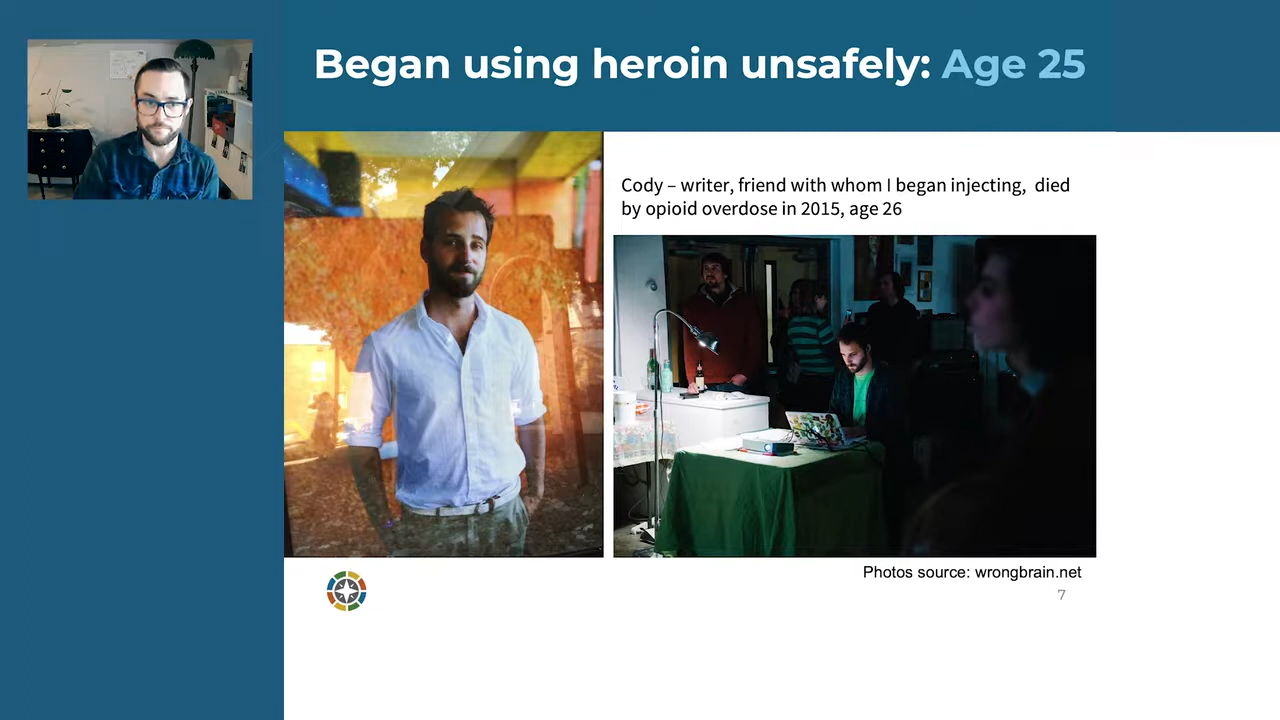 Began using heroin unsafely: Age 25
Cody – writer, friend with whom I began injecting,  died
by opioid overdose in 2015, age 26
Photos source: wrongbrain.net
7